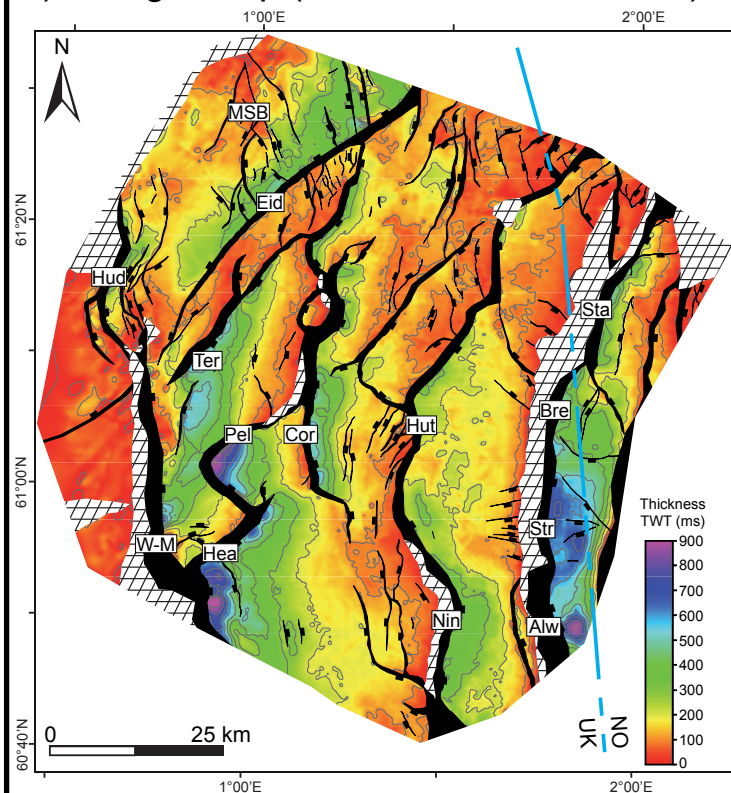 1°00'E
2°00'E
N
MSB
Eid
61°20'
Hud
Sta
Ter
Bre
Pel
Cor
Hut
61°00'
Thickness
TWT (ms)
900
800
700
600
500
400
300
200
100
0
Str
W-M
Hea
Nin
Alw
0
25 km
UK
NO
60°40'
1°00'E
2°00'E